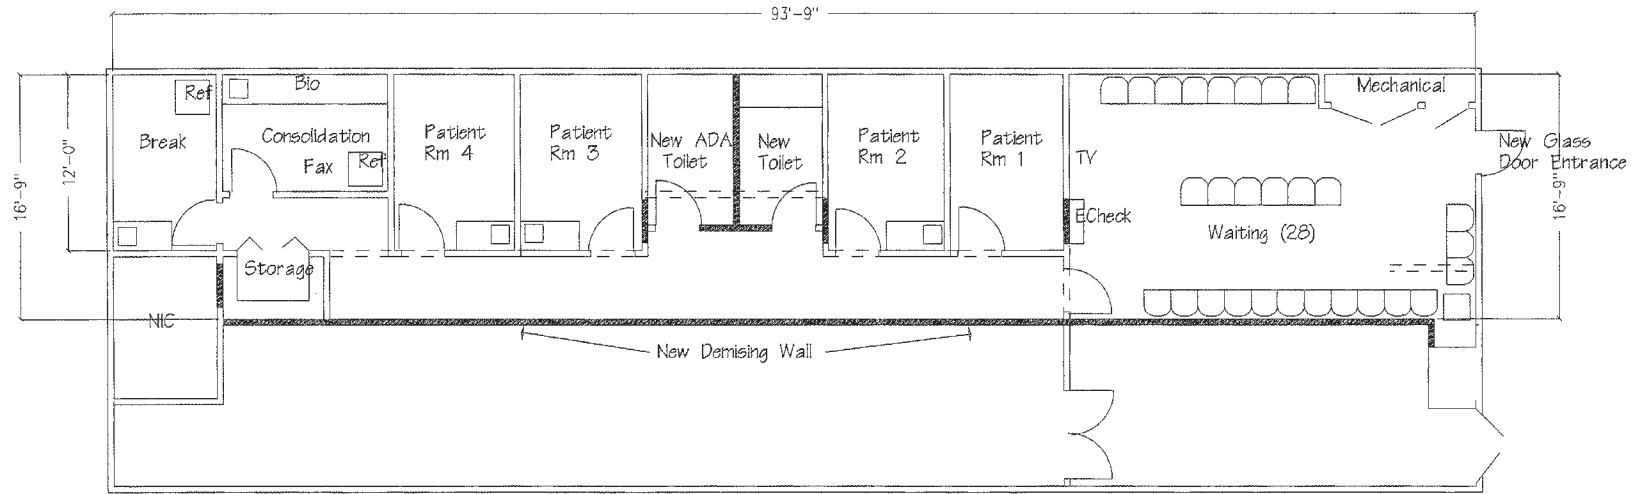 93'-9"
Bio
Mechanical
Ref
Break
Consolidation
Fax
Ref
Patient
Rm 4
Patient
Rm 3
New ADA
Toilet
New
Toilet
Patient
Rm 2
Patient
Rm 1
TV
New Glass
Door Entrance
16'-9"
12'-0"
16'-9"
ECheck
Waiting (28)
Storage
NIC
New Demising Wall